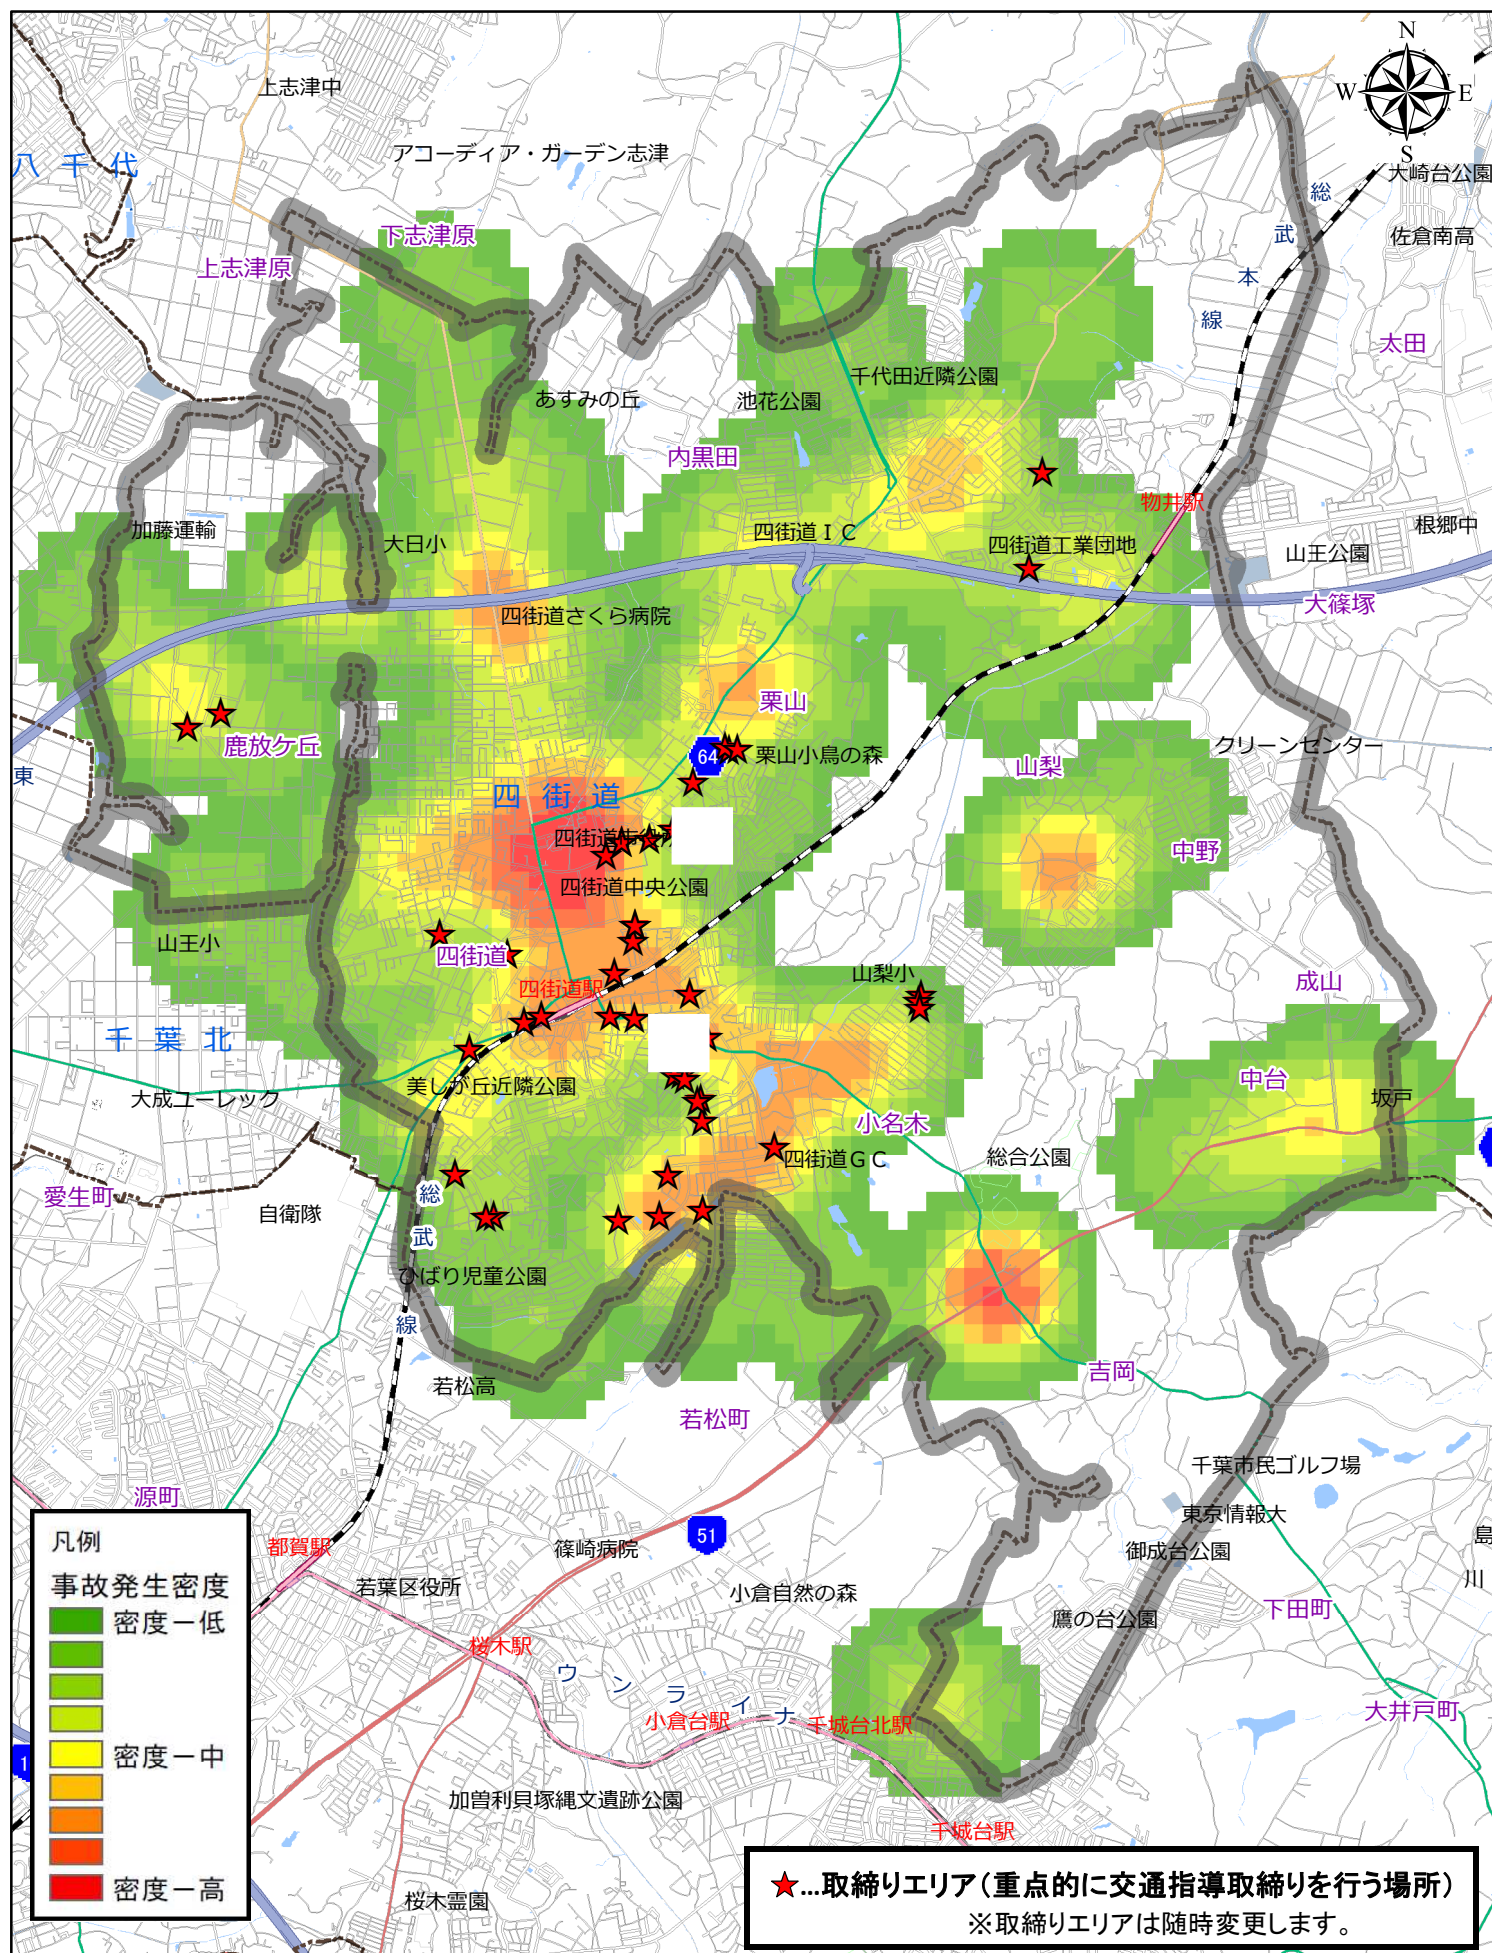 N
上志津中
W
E
アコーディア・ガーデン志津
S
八千代
大崎台公園
総武本線
下志津原
佐倉南高
上志津原
太田
千代田近隣公園
あすみの丘
池花公園
内黒田
物井駅
加藤運輸
四街道ＩＣ
大日小
四街道工業団地
根郷中
山王公園
大篠塚
四街道さくら病院
栗山
鹿放ケ丘
クリーンセンター
64
栗山小鳥の森
山梨
東
四街道
四街道市役所
中野
四街道中央公園
山王小
四街道
山梨小
成山
四街道駅
千葉北
中台
美しが丘近隣公園
大成ユーレック
坂戸
小名木
四街道ＧＣ
総合公園
愛生町
総武線
自衛隊
ひばり児童公園
吉岡
若松高
若松町
千葉市民ゴルフ場
源町
東京情報大
51
島
凡例
都賀駅
篠崎病院
御成台公園
川
事故発生密度
若葉区役所
小倉自然の森
下田町
密度－低
鷹の台公園
桜木駅
ウンライナ
小倉台駅
千城台北駅
大井戸町
密度－中
1
加曽利貝塚縄文遺跡公園
千城台駅
密度－高
桜木霊園
★…取締りエリア（重点的に交通指導取締りを行う場所）
※取締りエリアは随時変更します。